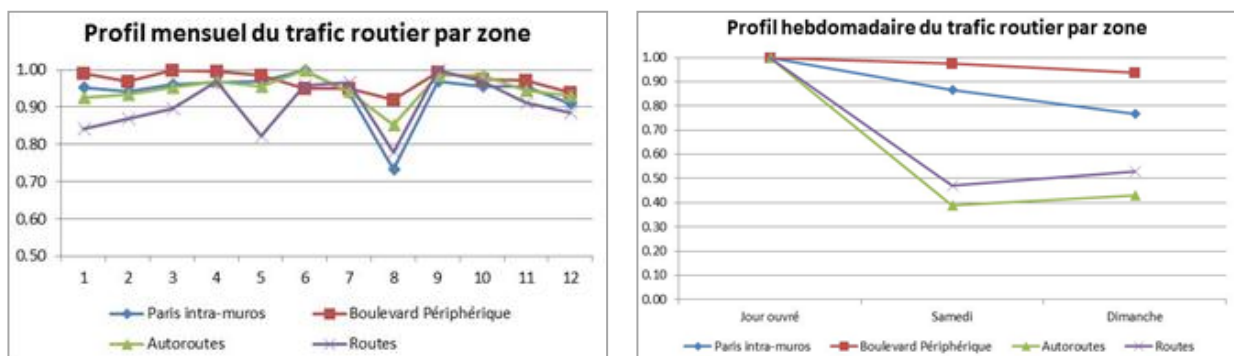 Profil mensuel du trafic routier par zone
1.00
0.90
0.80
0.70
0.60
0.50
1 2 3 4 5 6 7 8 9 10 11 12
Paris intra-muros Boulevard Périphérique
Autoroutes Routes
Profil hebdomadaire du trafic routier par zone
1.00
0.90
0.80
0.70
0.60
0.50
0.40
0.30
0.20
0.10
0.00
Jour ouvré Samedi Dimanche
Paris intra-muros Boulevard Périphérique Autoroutes Routes